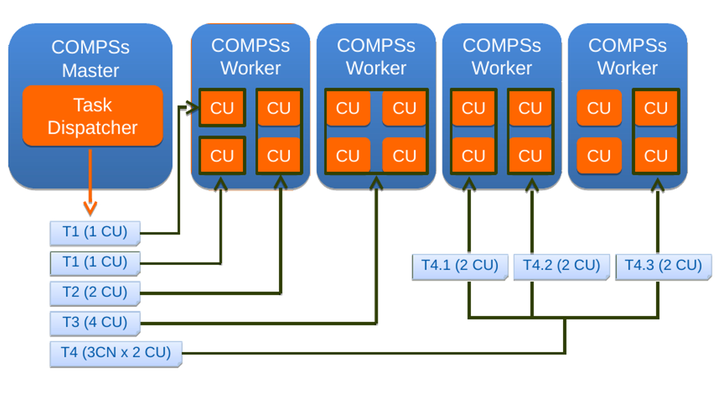 COMPSs
Master
Task
Dispatcher
COMPSs
Worker
CU CU
CU CU
COMPSs
Worker
CU CU
CU CU
COMPSs
Worker
CU CU
CU CU
COMPSs
Worker
CU CU
CU CU
T1 (1 CU)
T1 (1 CU)
T2 (2 CU)
T3 (4 CU)
T4 (3CN x 2 CU)
T4.1 (2 CU)
T4.2 (2 CU)
T4.3 (2 CU)